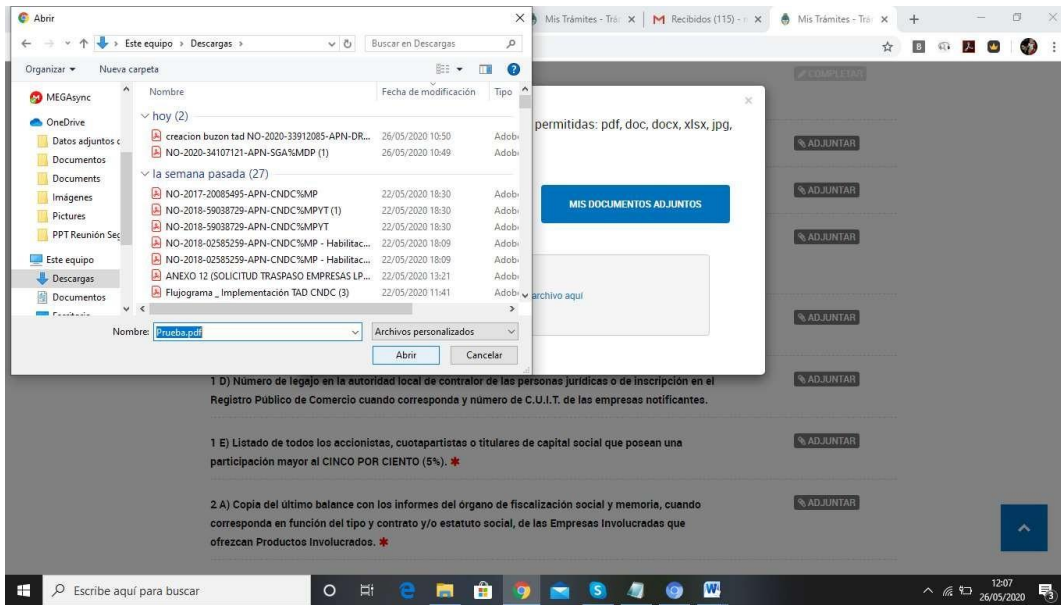 Abrir
Mis Trámites - Trá
Recibidos (115) -
Mis Trámites - Trá
Este equipo > Descargas >
Buscar en Descargas
Organizar
Nueva carpeta
Nombre
Fecha de modificación
Tipo
MEGAsync
OneDrive
Datos adjuntos
Documentos
Documents
Imágenes
Pictures
PPT Reunión Seg
Este equipo
Descargas
Documentos
hoy (2)
creacion buzon tad NO-2020-33912085-APN-DR... 26/05/2020 10:50 Adob
NO-2020-34107121-APN-SGA%MDP (1) 26/05/2020 10:49 Adob
la semana pasada (27)
NO-2017-20085495-APN-CNDC%MP 22/05/2020 18:30 Adob
NO-2018-59038729-APN-CNDC%MPYT (1) 22/05/2020 18:30 Adob
NO-2018-59038729-APN-CNDC%MPYT 22/05/2020 18:30 Adob
NO-2018-02585259-APN-CNDC%MP - Habilitac... 22/05/2020 18:09 Adob
NO-2018-02585259-APN-CNDC%MP - Habilitac... 22/05/2020 18:09 Adob
ANEXO 12 (SOLICITUD TRASPASO EMPRESAS LP... 22/05/2020 13:21 Adob
Flujograma _ Implementación TAD CNDC (3) 22/05/2020 11:41 Adob
Nombre: Prueba.pdf
Archivos personalizados
Abrir
Cancelar
COMPLETAR
permitidas: pdf, doc, docx, xlsx, jpg,
ADJUNTAR
MIS DOCUMENTOS ADJUNTOS
ADJUNTAR
ADJUNTAR
archivo aquí
ADJUNTAR
1 D) Número de legajo en la autoridad local de contralor de las personas jurídicas o de inscripción en el
Registro Público de Comercio cuando corresponda y número de C.U.I.T. de las empresas notificantes.
ADJUNTAR
1 E) Listado de todos los accionistas, cuotapartistas o titulares de capital social que posean una
participación mayor al CINCO POR CIENTO (5%). *
ADJUNTAR
2 A) Copia del último balance con los informes del órgano de fiscalización social y memoria, cuando
corresponda en función del tipo y contrato y/o estatuto social, de las Empresas Involucradas que
ofrezcan Productos Involucrados. *
ADJUNTAR
Escribe aquí para buscar
12:07
26/05/2020